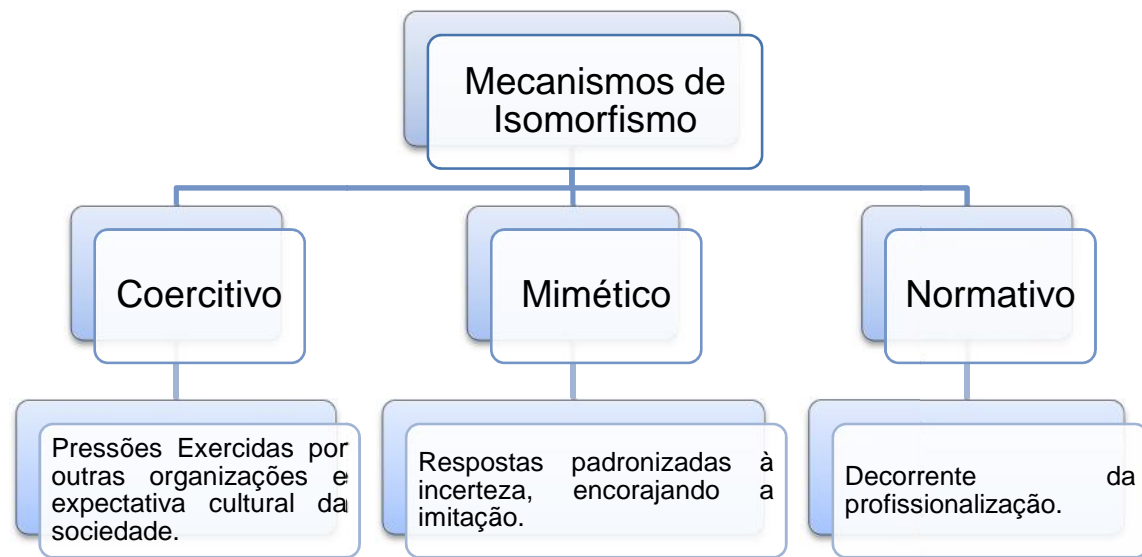 Mecanismos de
Isomorfismo
Coercitivo
Mimético
Normativo
Pressões Exercidas por
outras organizações e
expectativa cultural da
sociedade.
Respostas padronizadas à
incerteza, encorajando a
imitação.
Decorrente da
profissionalização.